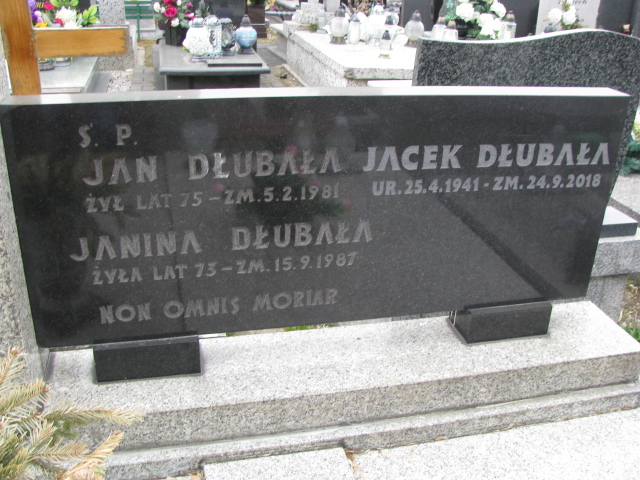 Ś. P.
JAN DŁUBAŁA
ŻYŁ LAT 75 - ZM. 5.2.1981
JANINA DŁUBAŁA
ŻYŁA LAT 73 - ZM. 15.9.1987
NON OMNIS MORIAR
JACEK DŁUBAŁA
UR. 25.4.1941 - ZM. 24.9.2018